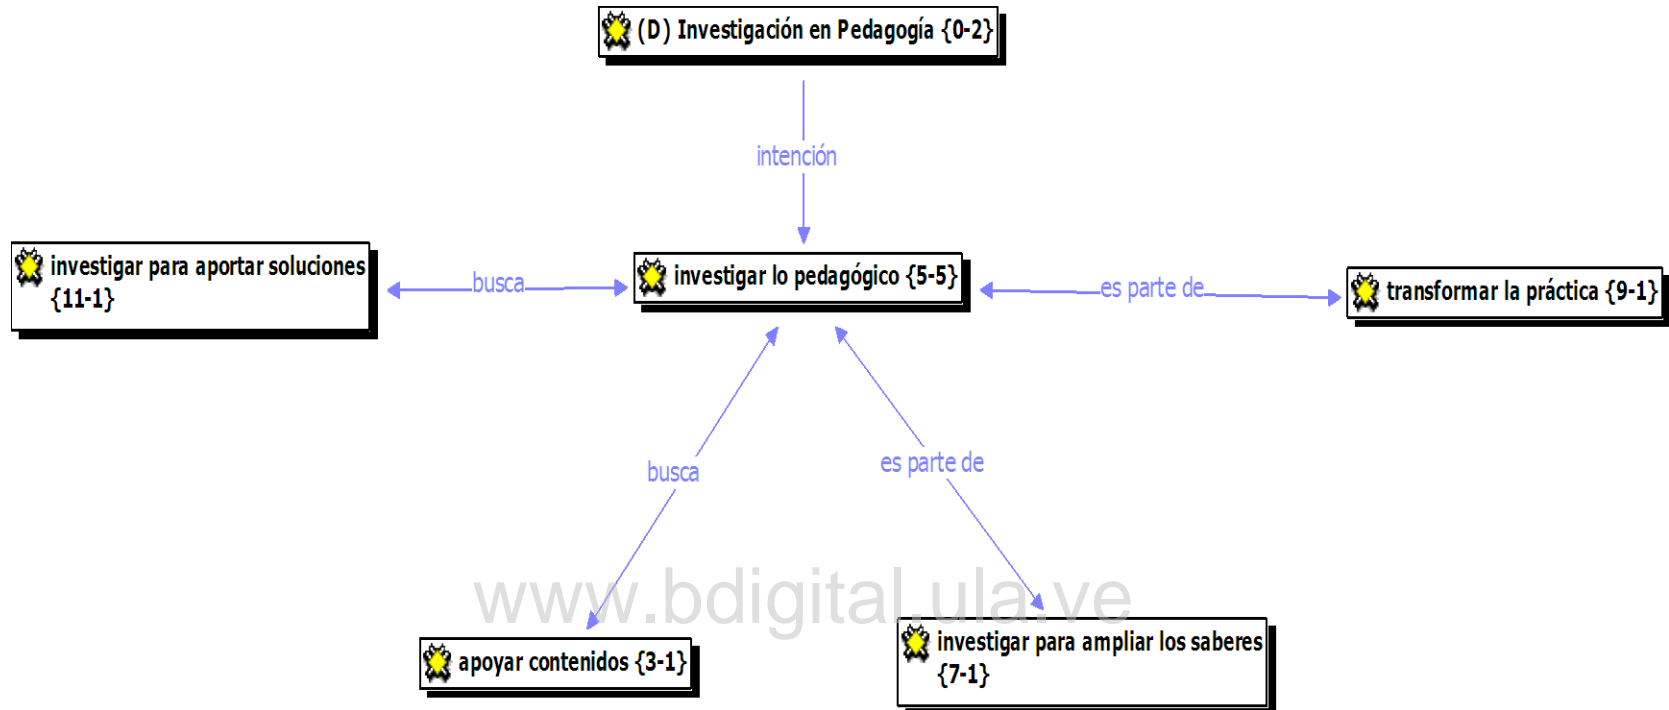 (D) Investigación en Pedagogía {0-2}
intención
investigar para aportar soluciones
{11-1}
busca
investigar lo pedagógico {5-5}
es parte de
transformar la práctica {9-1}
busca
es parte de
www.bdigital.ula.ve
apoyar contenidos {3-1}
investigar para ampliar los saberes
{7-1}